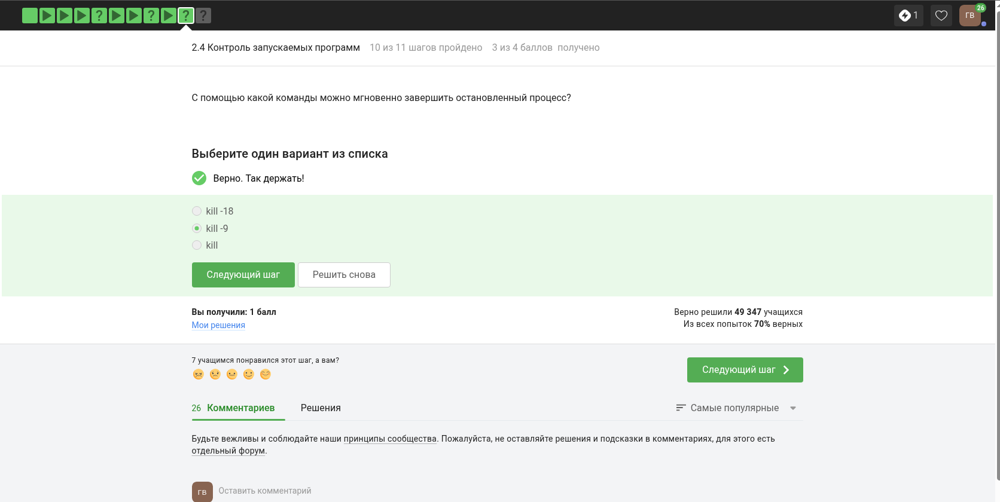 ? ? ? ?
1
ГВ
26
2.4 Контроль запускаемых программ 10 из 11 шагов пройдено 3 из 4 баллов получено
С помощью какой команды можно мгновенно завершить остановленный процесс?
Выберите один вариант из списка
Верно. Так держать!
kill -18
kill -9
kill
Следующий шаг Решить снова
Вы получили: 1 балл
Мои решения
Верно решили 49 347 учащихся
Из всех попыток 70% верных
7 учащимся понравился этот шаг, а вам?
Следующий шаг
26 Комментариев Решения Самые популярные
Будьте вежливы и соблюдайте наши принципы сообщества. Пожалуйста, не оставляйте решения и подсказки в комментариях, для этого есть
отдельный форум.
ГВ Оставить комментарий